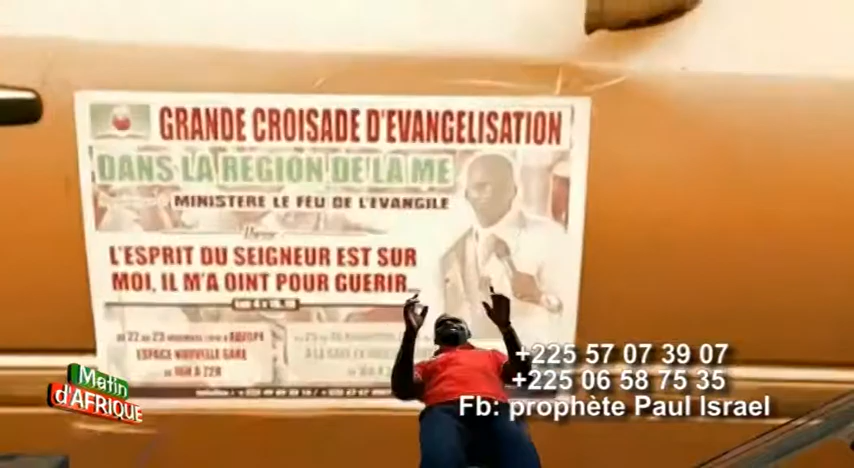 GRANDE CROISADE D'EVANGELISATION
DANS LA REGION DE LA ME
MINISTERE LE FEU DE L'EVANGILE
L'ESPRIT DU SEIGNEUR EST SUR
MOI, IL M'A OINT POUR GUERIR...
ESPACE NOUVELLE GARE
+225 57 07 39 07
+225 06 58 75 35
Fb: prophète Paul Israel
Matin
d'AFRIQUE